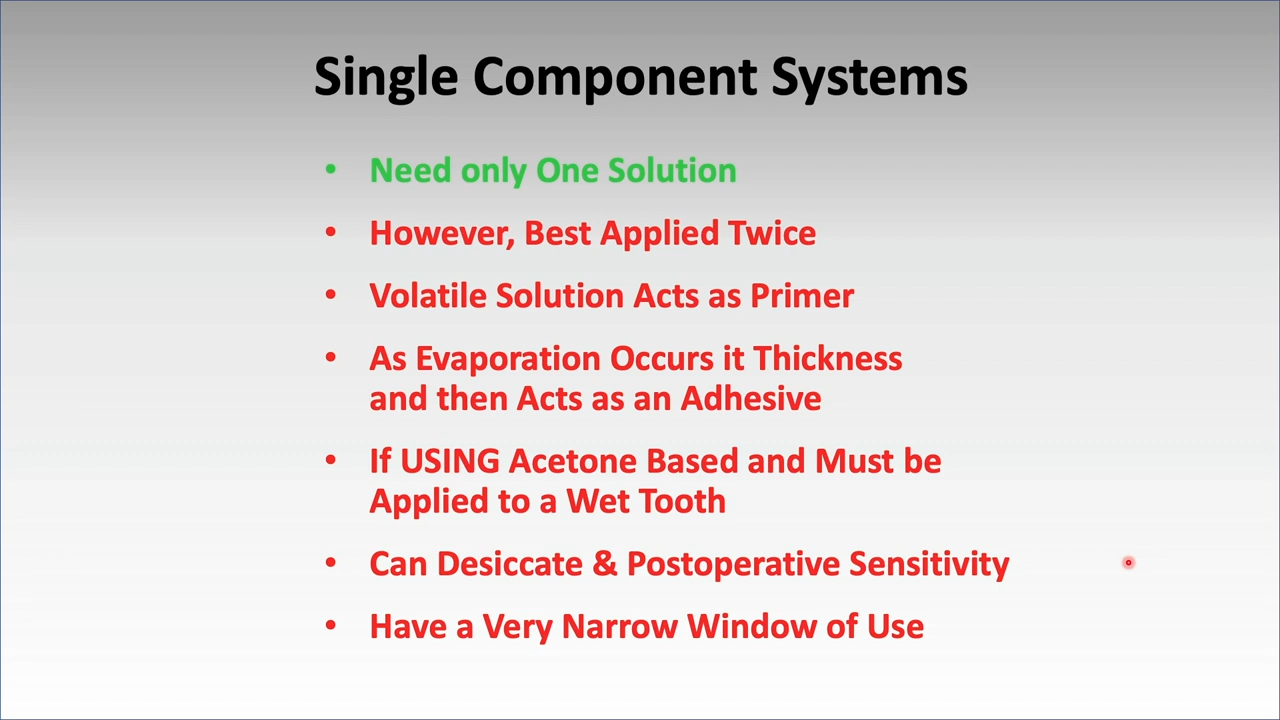 Single Component Systems
• Need only One Solution
• However, Best Applied Twice
• Volatile Solution Acts as Primer
• As Evaporation Occurs it Thickness
and then Acts as an Adhesive
• If USING Acetone Based and Must be
Applied to a Wet Tooth
• Can Desiccate & Postoperative Sensitivity
• Have a Very Narrow Window of Use